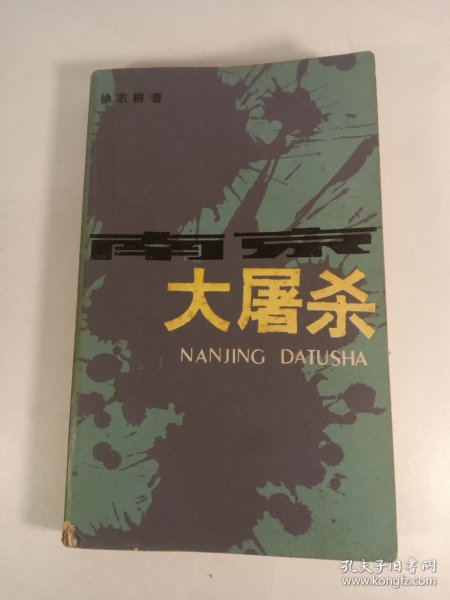 徐志耕著
南京
大屠杀
NANJING DATUSHA
孔夫子旧书网
www.kongfz.com